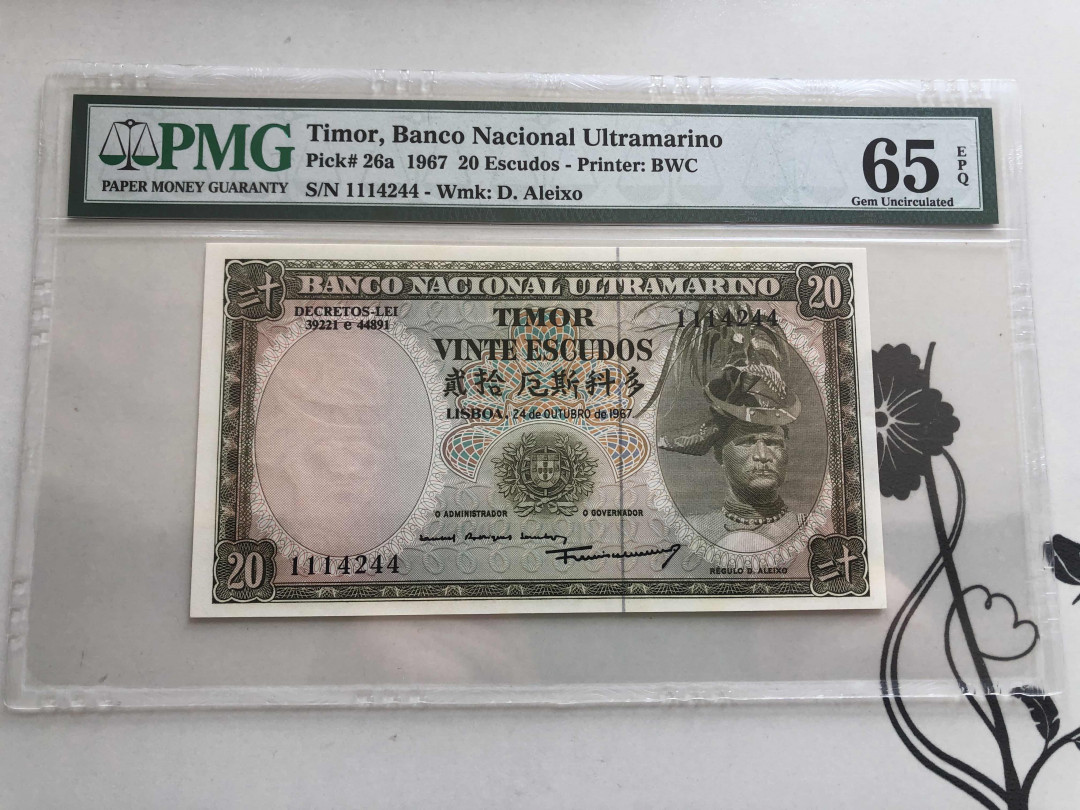 PMG
PAPER MONEY GUARANTY
Timor, Banco Nacional Ultramarino
Pick# 26a 1967 20 Escudos - Printer: BWC
S/N 1114244 - Wmk: D. Aleixo
65
EPQ
Gem Uncirculated
二十 BANCO NACIONAL ULTRAMARINO 20
DECRETOS-LEI
39221 e 44891
TIMOR
1114244
VINTE ESCUDOS
貳拾 厄斯科多
LISBOA, 24 de OUTUBRO de 1967
O ADMINISTRADOR O GOVERNADOR
20 1114244
RÉGULO D. ALEIXO
二十